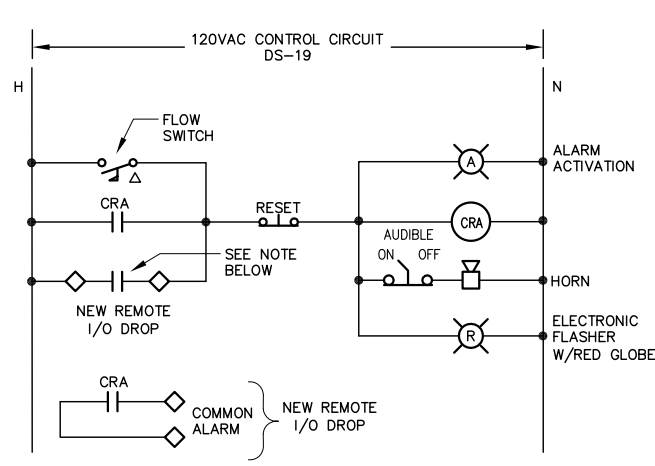 120VAC CONTROL CIRCUIT
DS-19
H
N
FLOW
SWITCH
A
ALARM
ACTIVATION
CRA
RESET
CRA
AUDIBLE
ON OFF
SEE NOTE
BELOW
HORN
NEW REMOTE
I/O DROP
R
ELECTRONIC
FLASHER
W/RED GLOBE
CRA
COMMON
ALARM
NEW REMOTE
I/O DROP